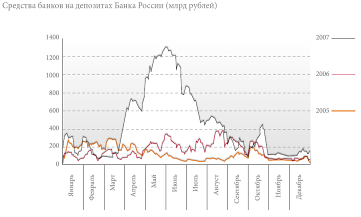 Средства банков на депозитах Банка России (млрд рублей)
2007
2006
2005
1400
1200
1000
800
600
400
200
0
Январь
Февраль
Март
Апрель
Май
Июнь
Июль
Август
Сентябрь
Октябрь
Ноябрь
Декабрь